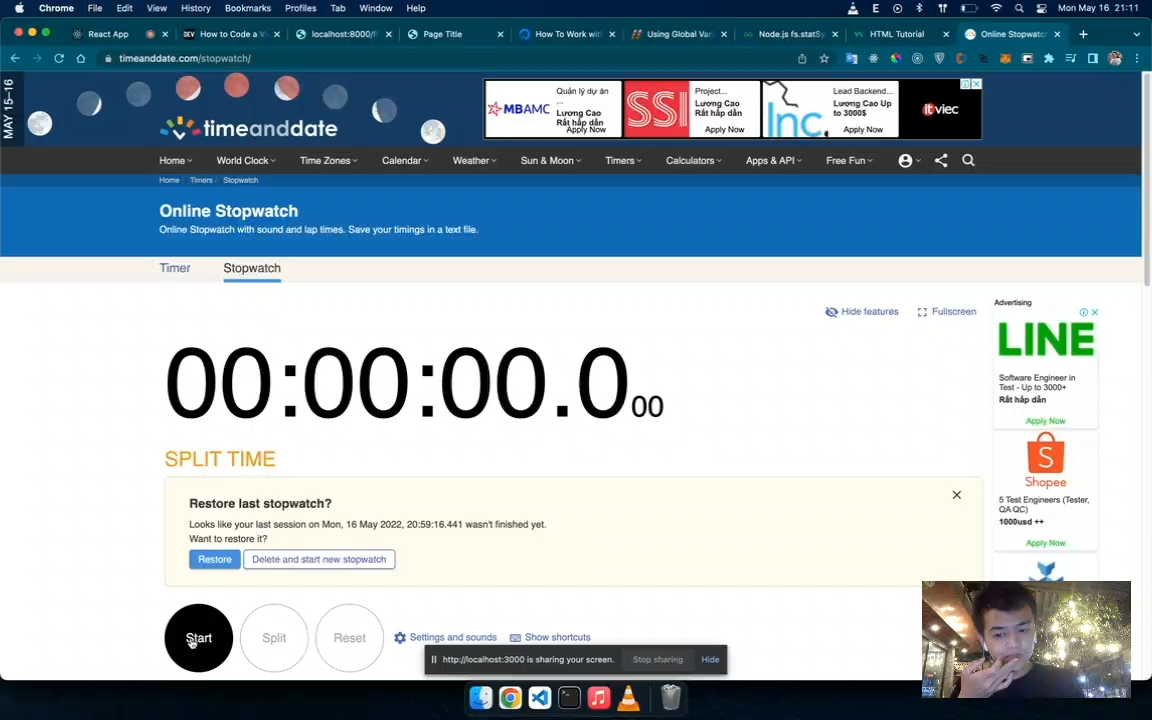 Chrome File Edit View History Bookmarks Profiles Tab Window Help
E
Mon May 16 21:11
React App
DEV How to Code a V
localhost:8000/f
Page Title
How To Work wit
Using Global Var
Node.js fs.statSy
HTML Tutorial
Online Stopwatch
timeanddate.com/stopwatch/
MAY 15–16
timeanddate
MBAMC
Quản lý dự án
...
Lương Cao
Rất hấp dẫn
Apply Now
SSI
Project...
Lương Cao
Rất hấp dẫn
Apply Now
Inc.
Lead Backend...
Lương Cao Up
to 3000$
Apply Now
itviec
Home World Clock Time Zones Calendar Weather Sun & Moon Timers Calculators Apps & API Free Fun
Home Timers Stopwatch
Online Stopwatch
Online Stopwatch with sound and lap times. Save your timings in a text file.
Timer Stopwatch
Hide features Fullscreen
00:00:00.000
SPLIT TIME
Restore last stopwatch?
Looks like your last session on Mon, 16 May 2022, 20:59:16.441 wasn't finished yet.
Want to restore it?
Restore Delete and start new stopwatch
Start Split Reset Settings and sounds Show shortcuts
http://localhost:3000 is sharing your screen. Stop sharing Hide
Advertising
LINE
Software Engineer in
Test - Up to 3000+
Rất hấp dẫn
Apply Now
S
Shopee
5 Test Engineers (Tester,
QA QC)
1000usd ++
Apply Now